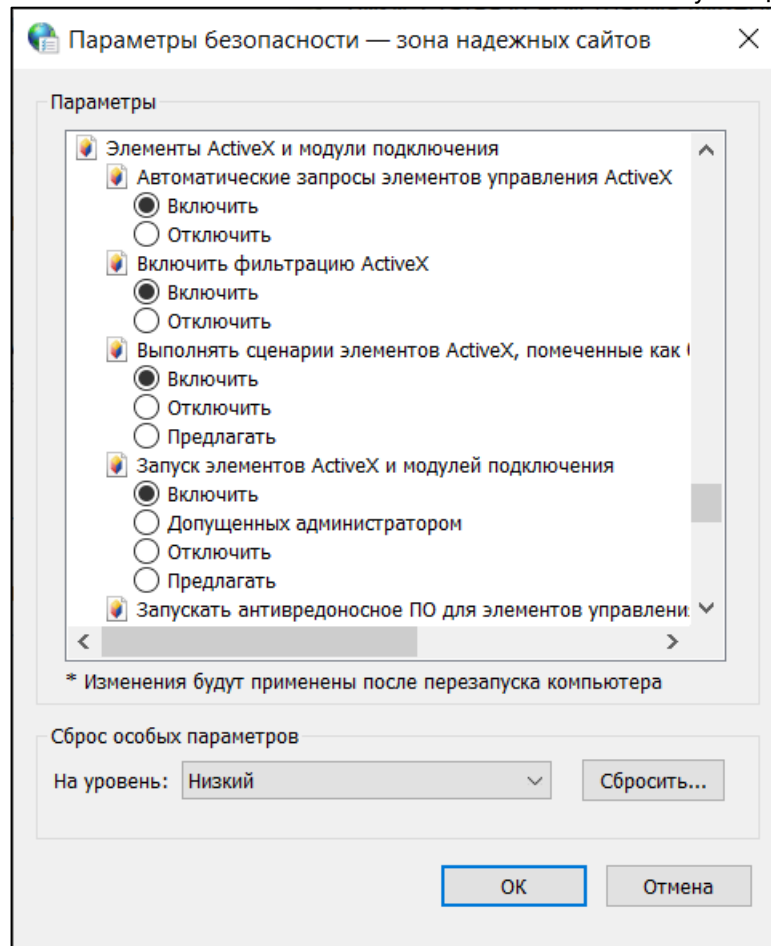 Параметры безопасности — зона надежных сайтов
Параметры
Элементы ActiveX и модули подключения
Автоматические запросы элементов управления ActiveX
Включить
Отключить
Включить фильтрацию ActiveX
Включить
Отключить
Выполнять сценарии элементов ActiveX, помеченные как
Включить
Отключить
Предлагать
Запуск элементов ActiveX и модулей подключения
Включить
Допущенных администратором
Отключить
Предлагать
Запускать антивредоносное ПО для элементов
* Изменения будут применены после перезапуска компьютера
Сброс особых параметров
На уровень: Низкий Сбросить...
ОК Отмена